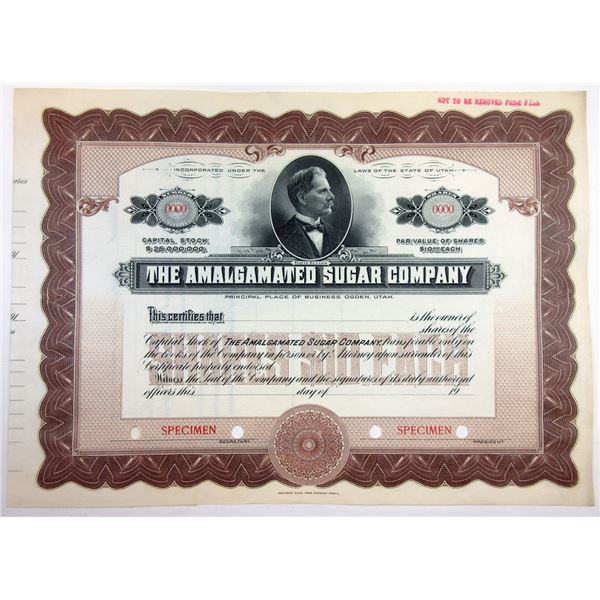 NOT TO BE REMOVED FROM FILE
INCORPORATED UNDER THE LAWS OF THE STATE OF UTAH
0000 0000
CAPITAL STOCK PAR VALUE OF SHARES
$25,000,000. $10 EACH.
THE AMALGAMATED SUGAR COMPANY
PRINCIPAL PLACE OF BUSINESS OGDEN, UTAH.
This certifies that is the owner of
shares of the
Capital Stock of THE AMALGAMATED SUGAR COMPANY, transferable only on
the books of the Company in person or by Attorney upon surrender of this
Certificate properly endorsed.
Witness the Seal of the Company and the signatures of its duly authorized
officers this day of 19
SPECIMEN SPECIMEN
SECRETARY PRESIDENT